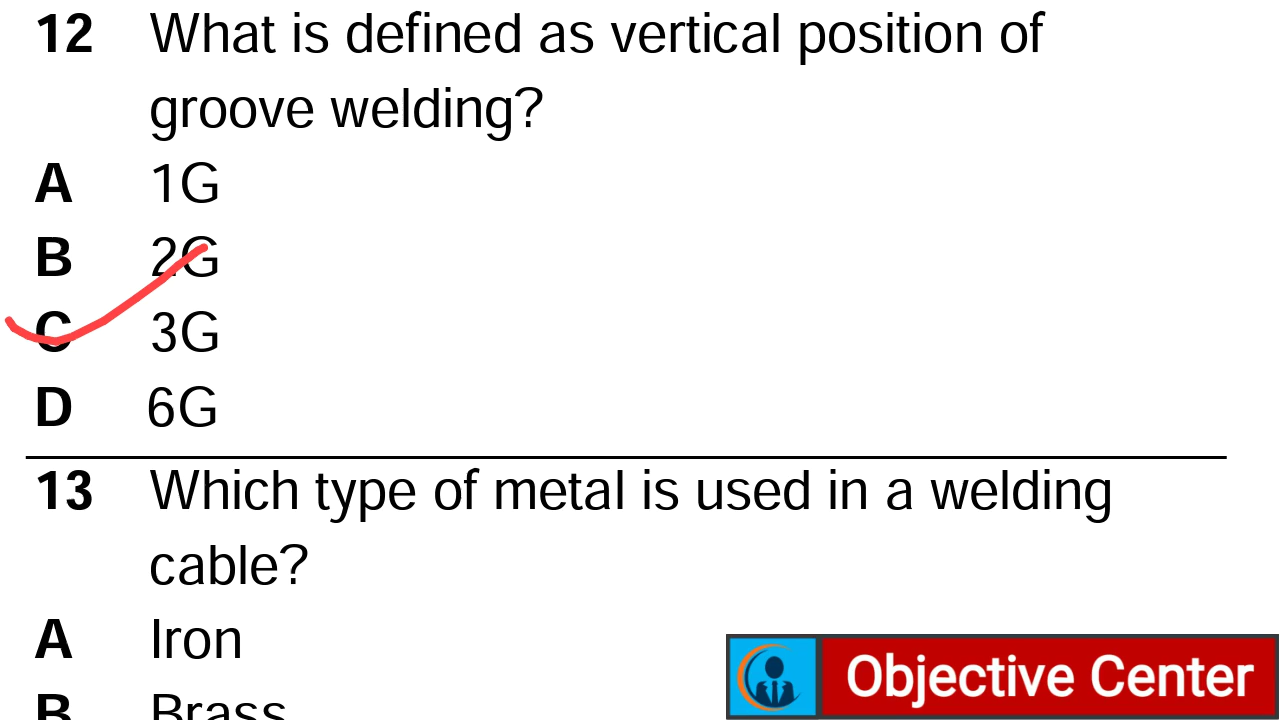 12 What is defined as vertical position of
groove welding?
A 1G
B 2G
C 3G
D 6G
13 Which type of metal is used in a welding
cable?
A Iron
B Brass
Objective Center